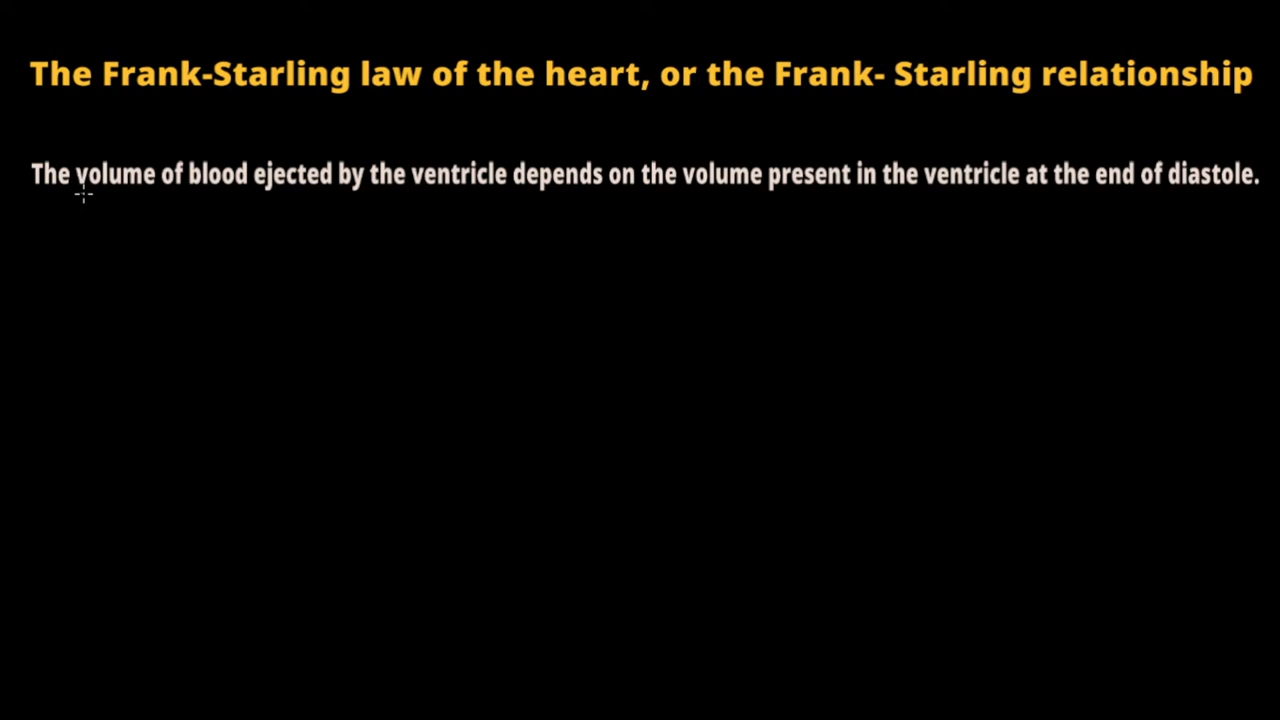 The Frank-Starling law of the heart, or the Frank- Starling relationship
The volume of blood ejected by the ventricle depends on the volume present in the ventricle at the end of diastole.